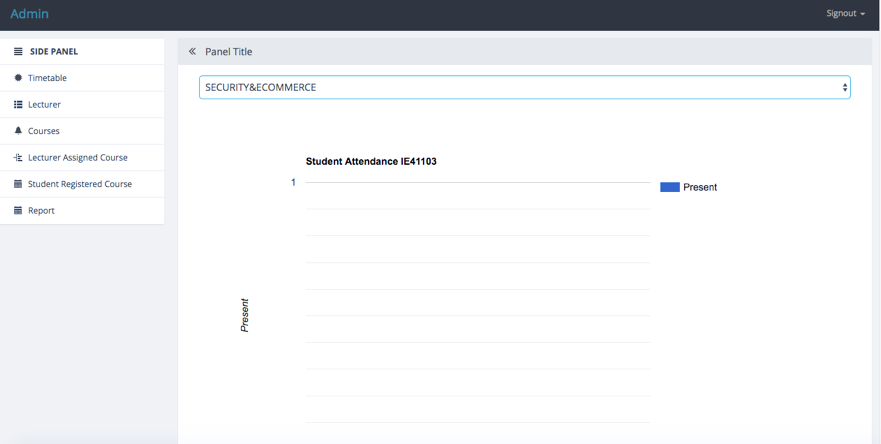 Admin
Signout
SIDE PANEL
Timetable
Lecturer
Courses
Lecturer Assigned Course
Student Registered Course
Report
Panel Title
SECURITY&ECOMMERCE
Student Attendance IE41103
1
Present
Present